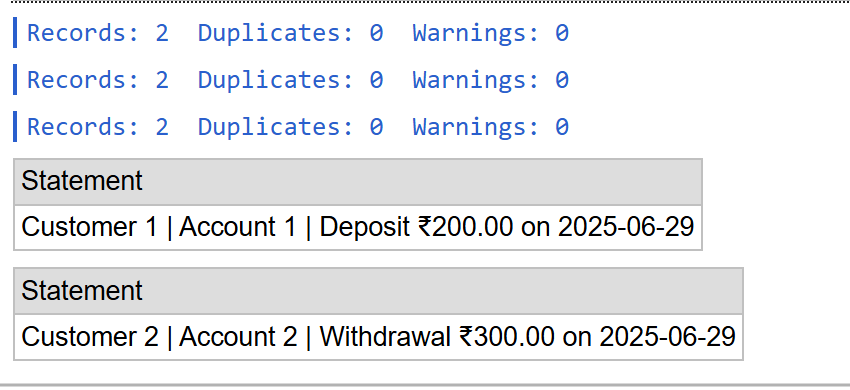 Records: 2  Duplicates: 0  Warnings: 0
Records: 2  Duplicates: 0  Warnings: 0
Records: 2  Duplicates: 0  Warnings: 0
Statement
Customer 1 | Account 1 | Deposit ₹200.00 on 2025-06-29
Statement
Customer 2 | Account 2 | Withdrawal ₹300.00 on 2025-06-29